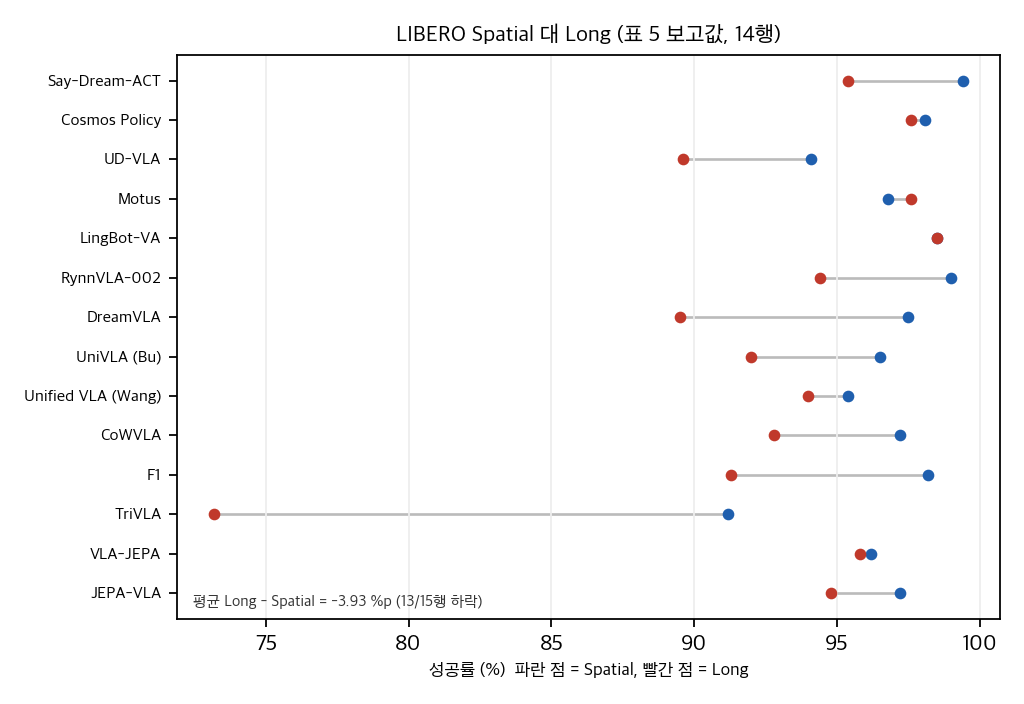 LIBERO Spatial 대 Long (표 5 보고값, 14행)
Say-Dream-ACT
Cosmos Policy
UD-VLA
Motus
LingBot-VA
RynnVLA-002
DreamVLA
UniVLA (Bu)
Unified VLA (Wang)
CoWVLA
F1
TriVLA
VLA-JEPA
JEPA-VLA
평균 Long - Spatial = -3.93 %p (13/15행 하락)
75 80 85 90 95 100
성공률 (%) 파란 점 = Spatial, 빨간 점 = Long